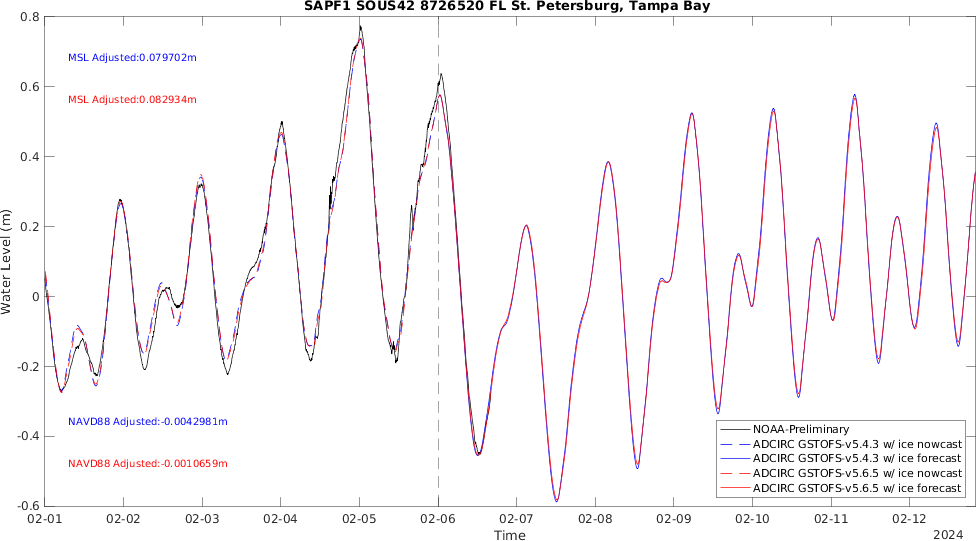 SAPF1 SOUS42 8726520 FL St. Petersburg, Tampa Bay
Water Level (m)
0.8
0.6
0.4
0.2
0
-0.2
-0.4
-0.6
MSL Adjusted:0.079702m
MSL Adjusted:0.082934m
NAVD88 Adjusted:-0.0042981m
NAVD88 Adjusted:-0.0010659m
NOAA-Preliminary
ADCIRC GSTOFS-v5.4.3 w/ ice nowcast
ADCIRC GSTOFS-v5.4.3 w/ ice forecast
ADCIRC GSTOFS-v5.6.5 w/ ice nowcast
ADCIRC GSTOFS-v5.6.5 w/ ice forecast
02-01 02-02 02-03 02-04 02-05 02-06 02-07 02-08 02-09 02-10 02-11 02-12
Time
2024